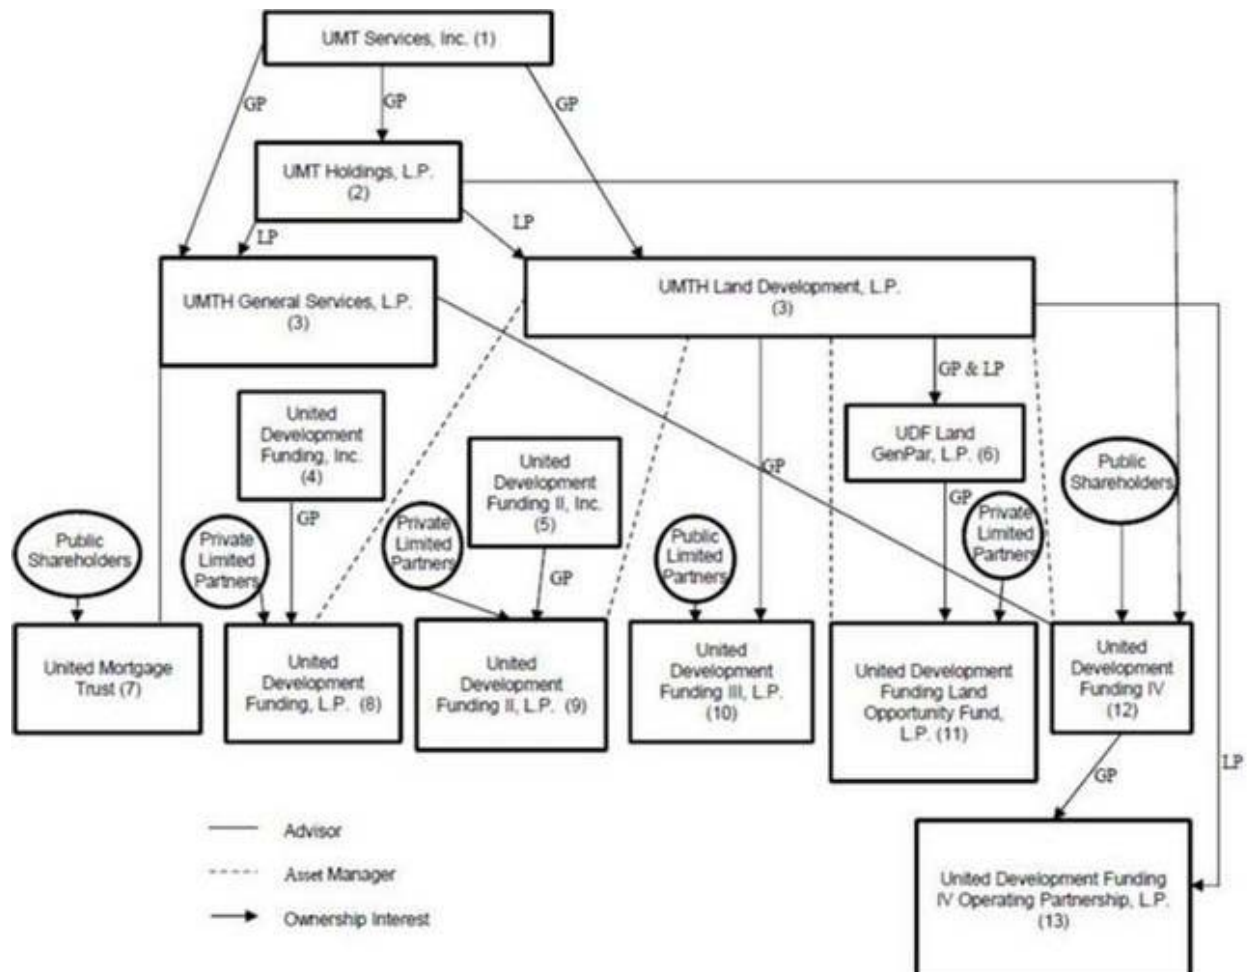 UMT Services, Inc. (1)
GP
GP
GP
UMT Holdings, L.P.
(2)
LP
LP
UMTH General Services, L.P.
(3)
UMTH Land Development, L.P.
(3)
GP & LP
United
Development
Funding, Inc.
(4)
UDF Land
GenPar, L.P. (6)
United
Development
Funding II, Inc.
(5)
Public
Shareholders
GP
GP
GP
Public
Shareholders
Private
Limited
Partners
Private
Limited
Partners
Public
Limited
Partners
Private
Limited
Partners
GP
United Mortgage
Trust (7)
United
Development
Funding, L.P. (8)
United
Development
Funding II, L.P. (9)
United
Development
Funding III, L.P.
(10)
United Development
Funding Land
Opportunity Fund,
L.P. (11)
United
Development
Funding IV
(12)
GP
LP
Advisor
Asset Manager
Ownership Interest
United Development Funding
IV Operating Partnership, L.P.
(13)